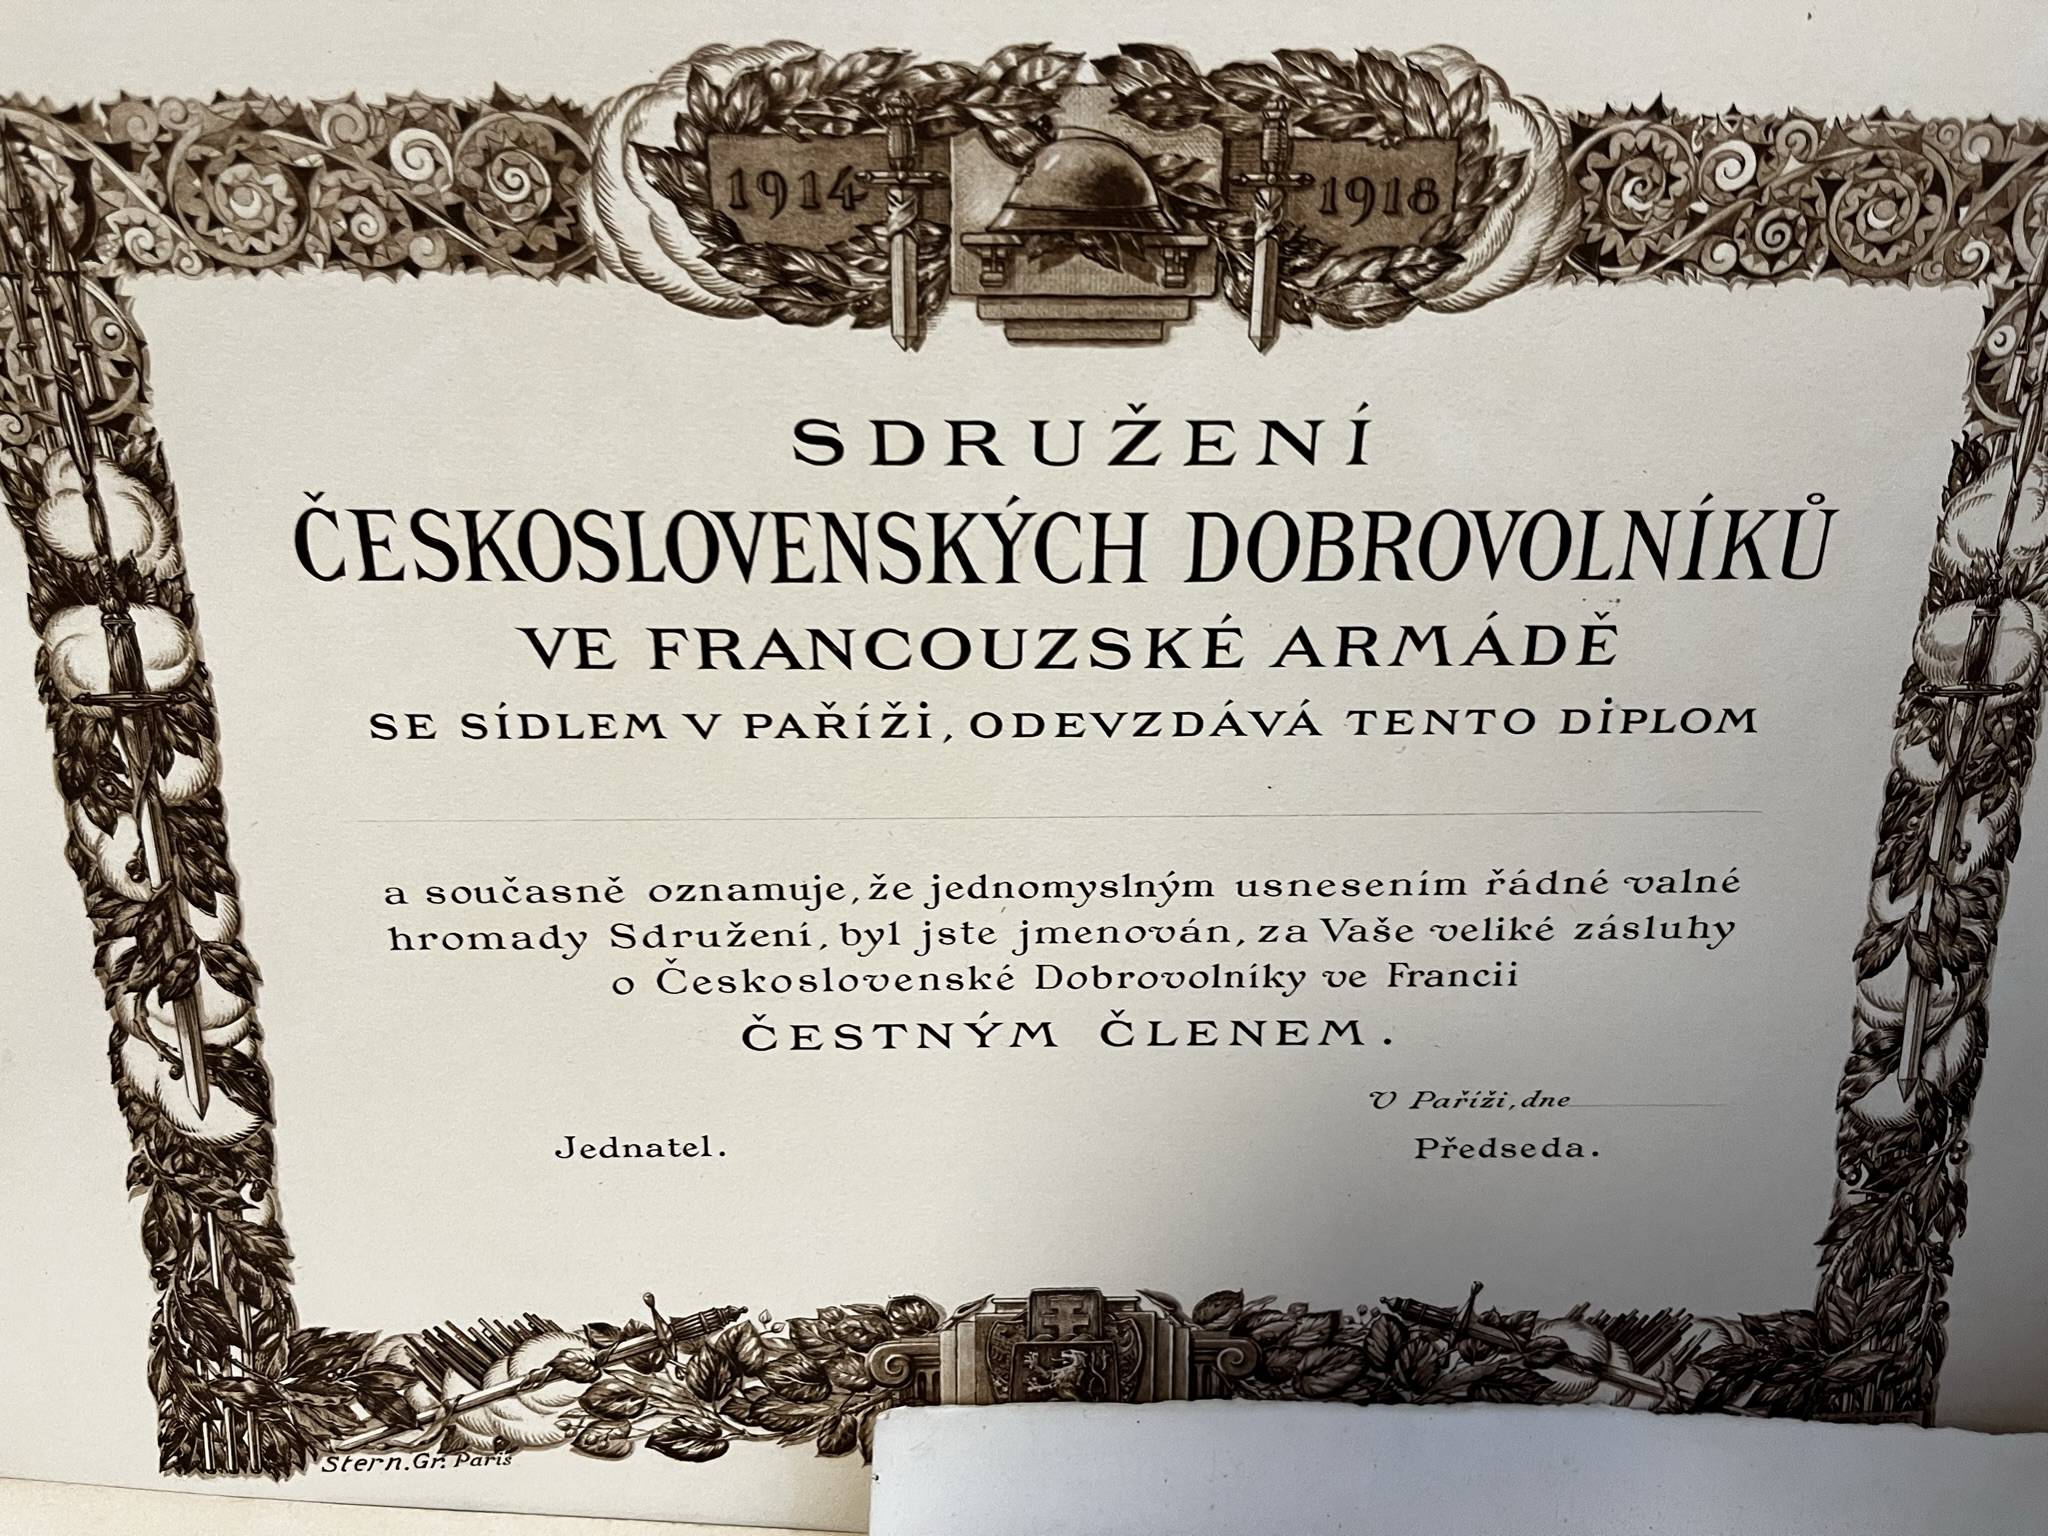 1914 1918
SDRUŽENÍ
ČESKOSLOVENSKÝCH DOBROVOLNÍKŮ
VE FRANCOUZSKÉ ARMÁDĚ
SE SÍDLEM V PAŘÍŽI, ODEVZDÁVÁ TENTO DIPLOM
a současně oznamuje, že jednomyslným usnesením řádné valné
hromady Sdružení, byl jste jmenován, za Vaše veliké zásluhy
o Československé Dobrovolníky ve Francii
ČESTNÝM ČLENEM.
V Paříži, dne
Jednatel. Předseda.
Stern. Gr. Paris